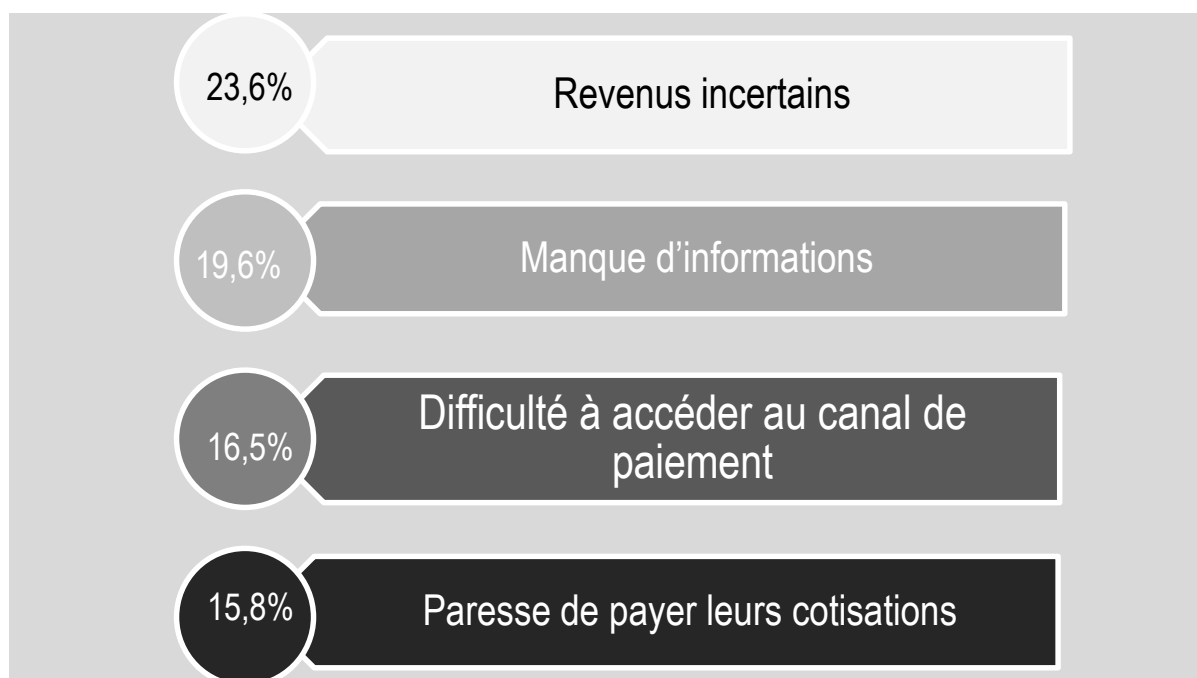 23,6%
Revenus incertains
19,6%
Manque d’informations
16,5%
Difficulté à accéder au canal de
paiement
15,8%
Paresse de payer leurs cotisations